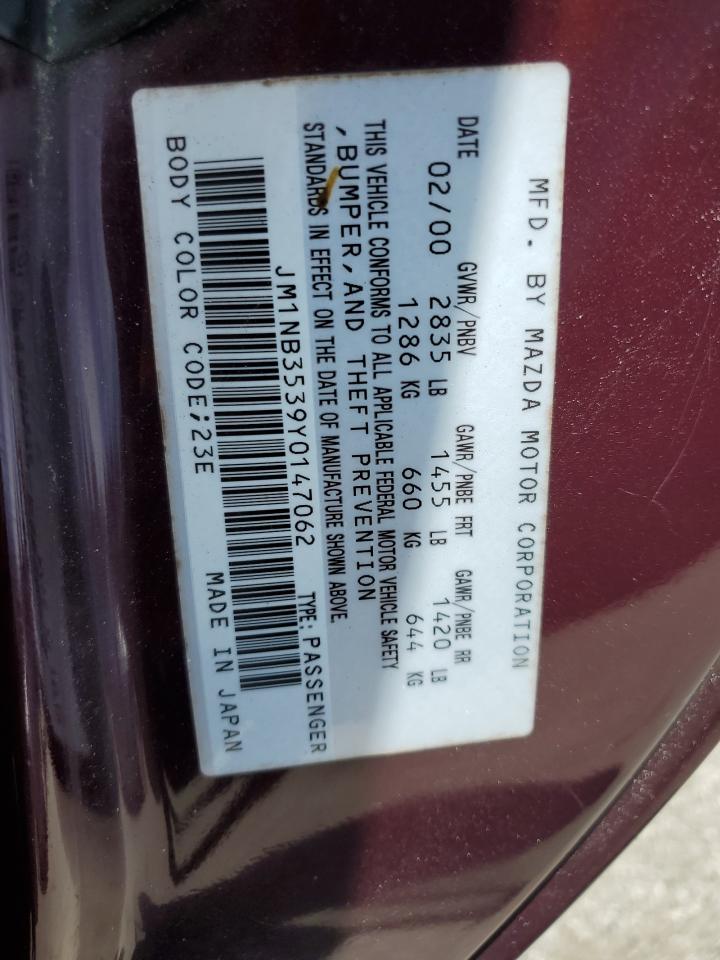 MFD. BY MAZDA MOTOR CORPORATION
DATE GVWR/PNBV GAWR/PNBE FRT GAWR/PNBE RR
02/00 2835 LB 1455 LB 1420 LB
1286 KG 660 KG 644 KG
THIS VEHICLE CONFORMS TO ALL APPLICABLE FEDERAL MOTOR VEHICLE SAFETY
, BUMPER, AND THEFT PREVENTION
STANDARDS IN EFFECT ON THE DATE OF MANUFACTURE SHOWN ABOVE.
JM1NB3539Y0147062 TYPE: PASSENGER
BODY COLOR CODE;23E MADE IN JAPAN